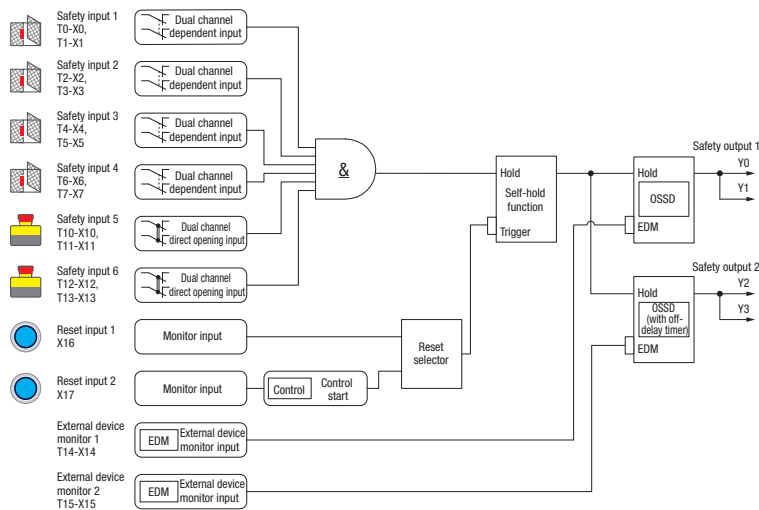 Safety input 1
T0-X0,
T1-X1
Dual channel
dependent input
Safety input 2
T2-X2,
T3-X3
Dual channel
dependent input
Safety input 3
T4-X4,
T5-X5
Dual channel
dependent input
Safety input 4
T6-X6,
T7-X7
Dual channel
dependent input
Safety input 5
T10-X10,
T11-X11
Dual channel
direct opening input
Safety input 6
T12-X12,
T13-X13
Dual channel
direct opening input
Reset input 1
X16
Monitor input
Reset input 2
X17
Monitor input
Control
Control
start
External device
monitor 1
T14-X14
EDM
External device
monitor input
External device
monitor 2
T15-X15
EDM
External device
monitor input
&
Reset
selector
Hold
Self-hold
function
Trigger
Safety output 1
Hold
OSSD
EDM
Y0
Y1
Safety output 2
Hold
OSSD
(with off-
delay timer)
EDM
Y2
Y3